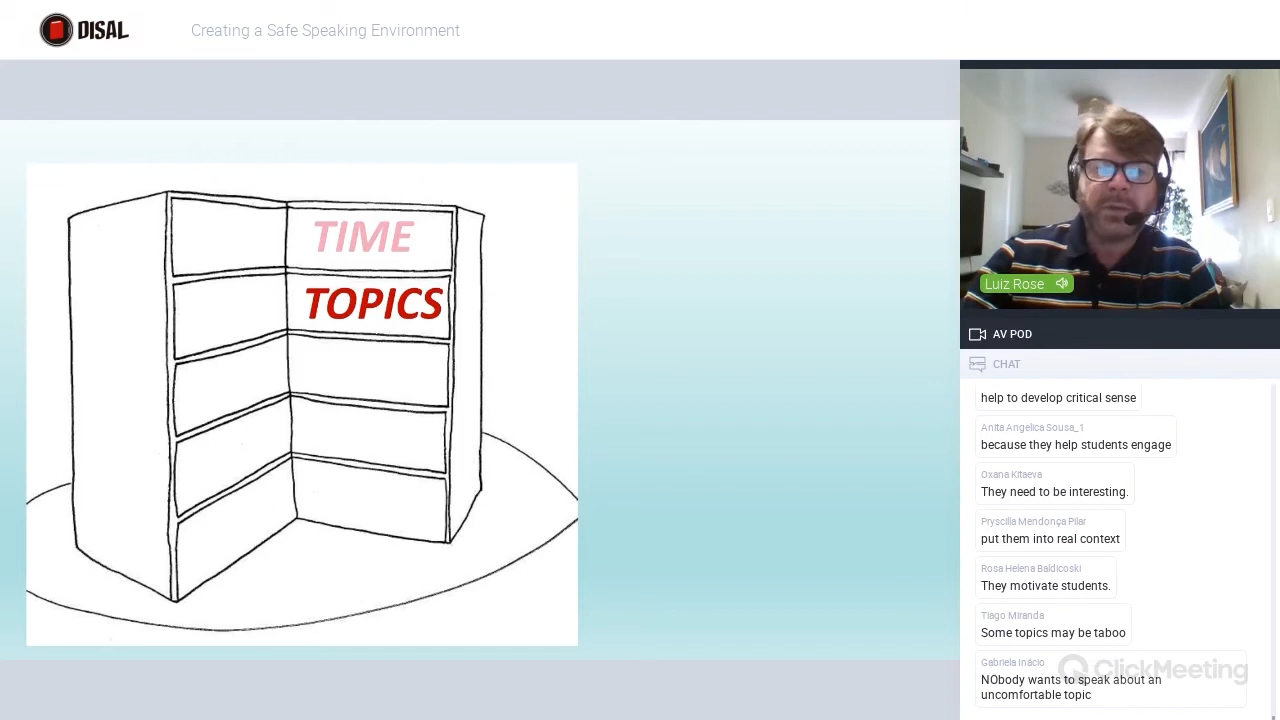 DISAL
Creating a Safe Speaking Environment
TIME
TOPICS
Luiz Rose
AV POD
CHAT
help to develop critical sense
Anita Angelica Sousa_1
because they help students engage
Oxana Kitaeva
They need to be interesting.
Pryscilla Mendonça Pilar
put them into real context
Rosa Helena Baldicoski
They motivate students.
Tiago Miranda
Some topics may be taboo
Gabriela Inácio
NObody wants to speak about an
uncomfortable topic
ClickMeeting